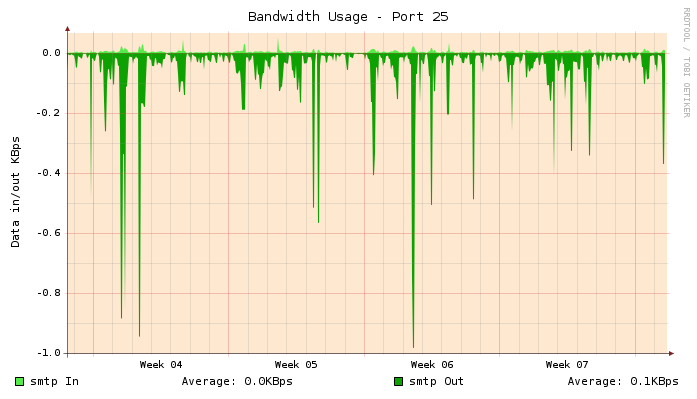 Bandwidth Usage - Port 25
RRDTOOL / TOBI OETIKER
Data in/out KBps
0.0
-0.2
-0.4
-0.6
-0.8
-1.0
Week 04 Week 05 Week 06 Week 07
smtp In Average: 0.0KBps smtp Out Average: 0.1KBps